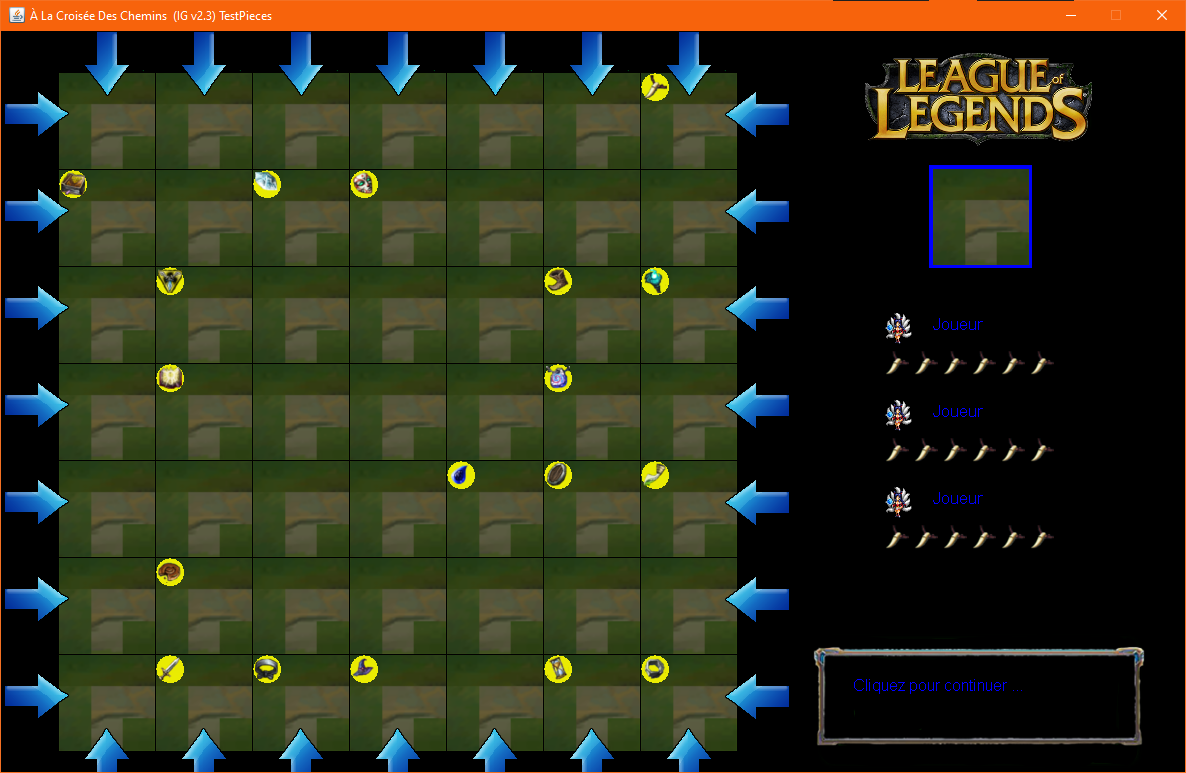 À La Croisée Des Chemins (IG v2.3) TestPieces
LEAGUE of
LEGENDS
Joueur
Joueur
Joueur
Cliquez pour continuer ...